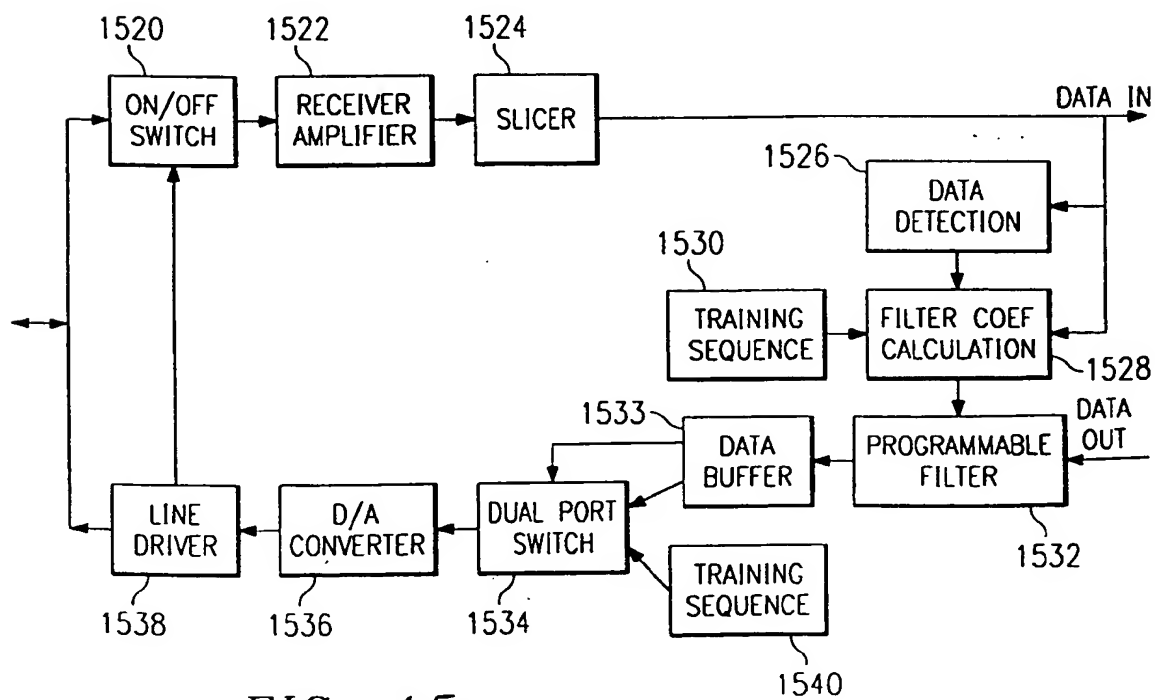 1520
1522
1524
ON/OFF
SWITCH
RECEIVER
AMPLIFIER
SLICER
DATA IN
1526
DATA
DETECTION
1530
TRAINING
SEQUENCE
FILTER COEF
CALCULATION
1528
1533
DATA
BUFFER
PROGRAMMABLE
FILTER
DATA
OUT
1532
LINE
DRIVER
D/A
CONVERTER
DUAL PORT
SWITCH
TRAINING
SEQUENCE
1538
1536
1534
1540